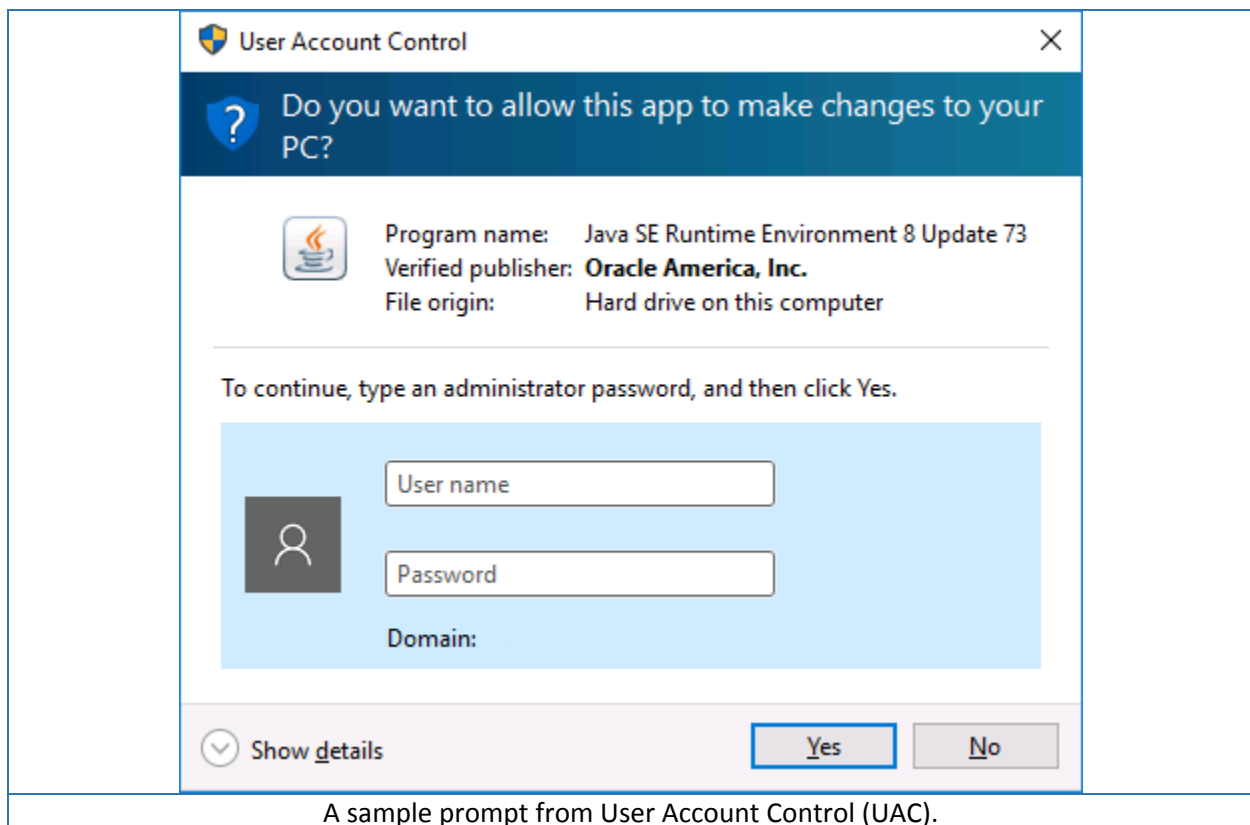 User Account Control
Do you want to allow this app to make changes to your
PC?
?
Program name: Java SE Runtime Environment 8 Update 73
Verified publisher: Oracle America, Inc.
File origin: Hard drive on this computer
To continue, type an administrator password, and then click Yes.
User name
Password
Domain:
Show details
Yes
No
A sample prompt from User Account Control (UAC).